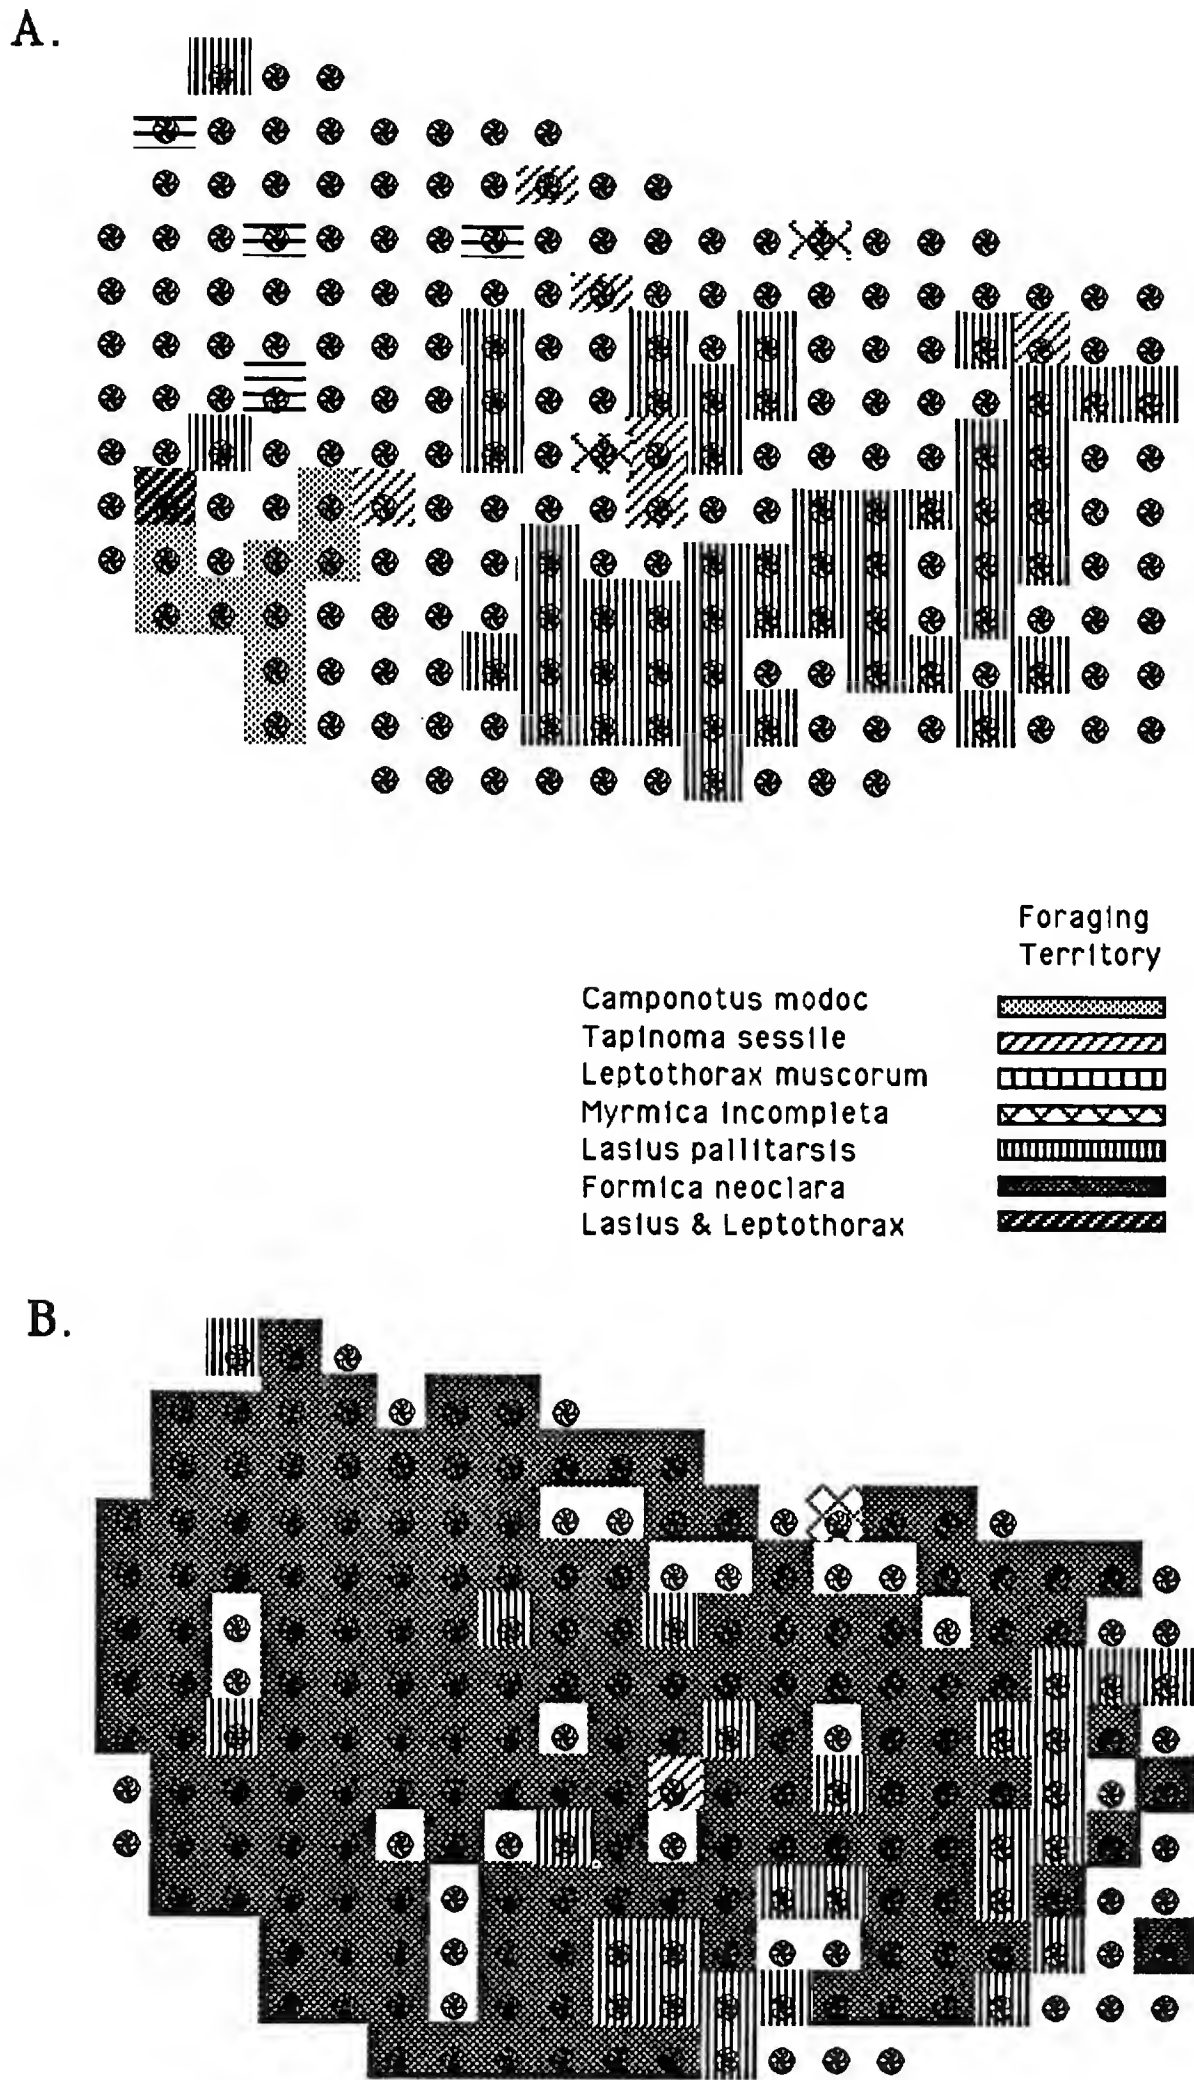 A.
Foraging
Territory
Camponotus modoc
Tapinoma sessile
Leptothorax muscorum
Myrmica incompleta
Lasius pallitarsis
Formica neoclara
Lasius & Leptothorax
B.